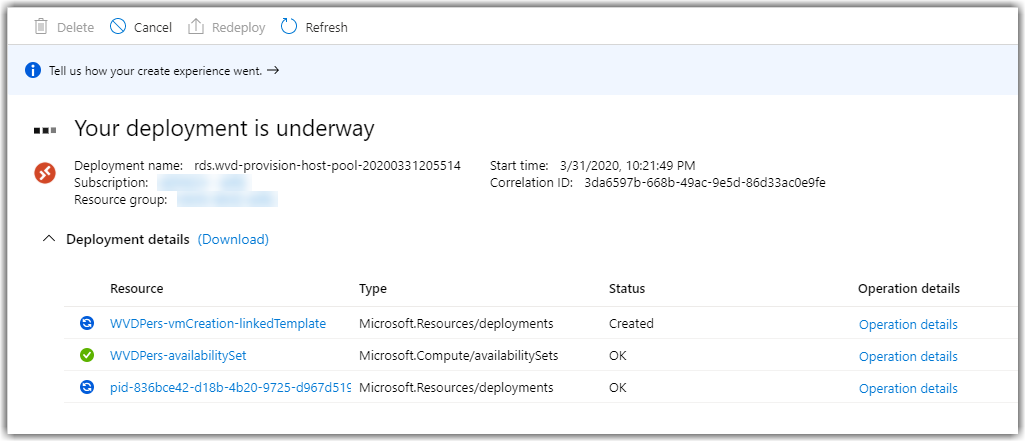 Delete Cancel Redeploy Refresh
Tell us how your create experience went. →
Your deployment is underway
Deployment name: rds.wvd-provision-host-pool-20200331205514 Start time: 3/31/2020, 10:21:49 PM
Subscription: Correlation ID: 3da6597b-668b-49ac-9e5d-86d33ac0e9fe
Resource group:
Deployment details (Download)
Resource Type Status Operation details
WVDPers-vmCreation-linkedTemplate Microsoft.Resources/deployments Created Operation details
WVDPers-availabilitySet Microsoft.Compute/availabilitySets OK Operation details
pid-836bce42-d18b-4b20-9725-d967d519 Microsoft.Resources/deployments OK Operation details